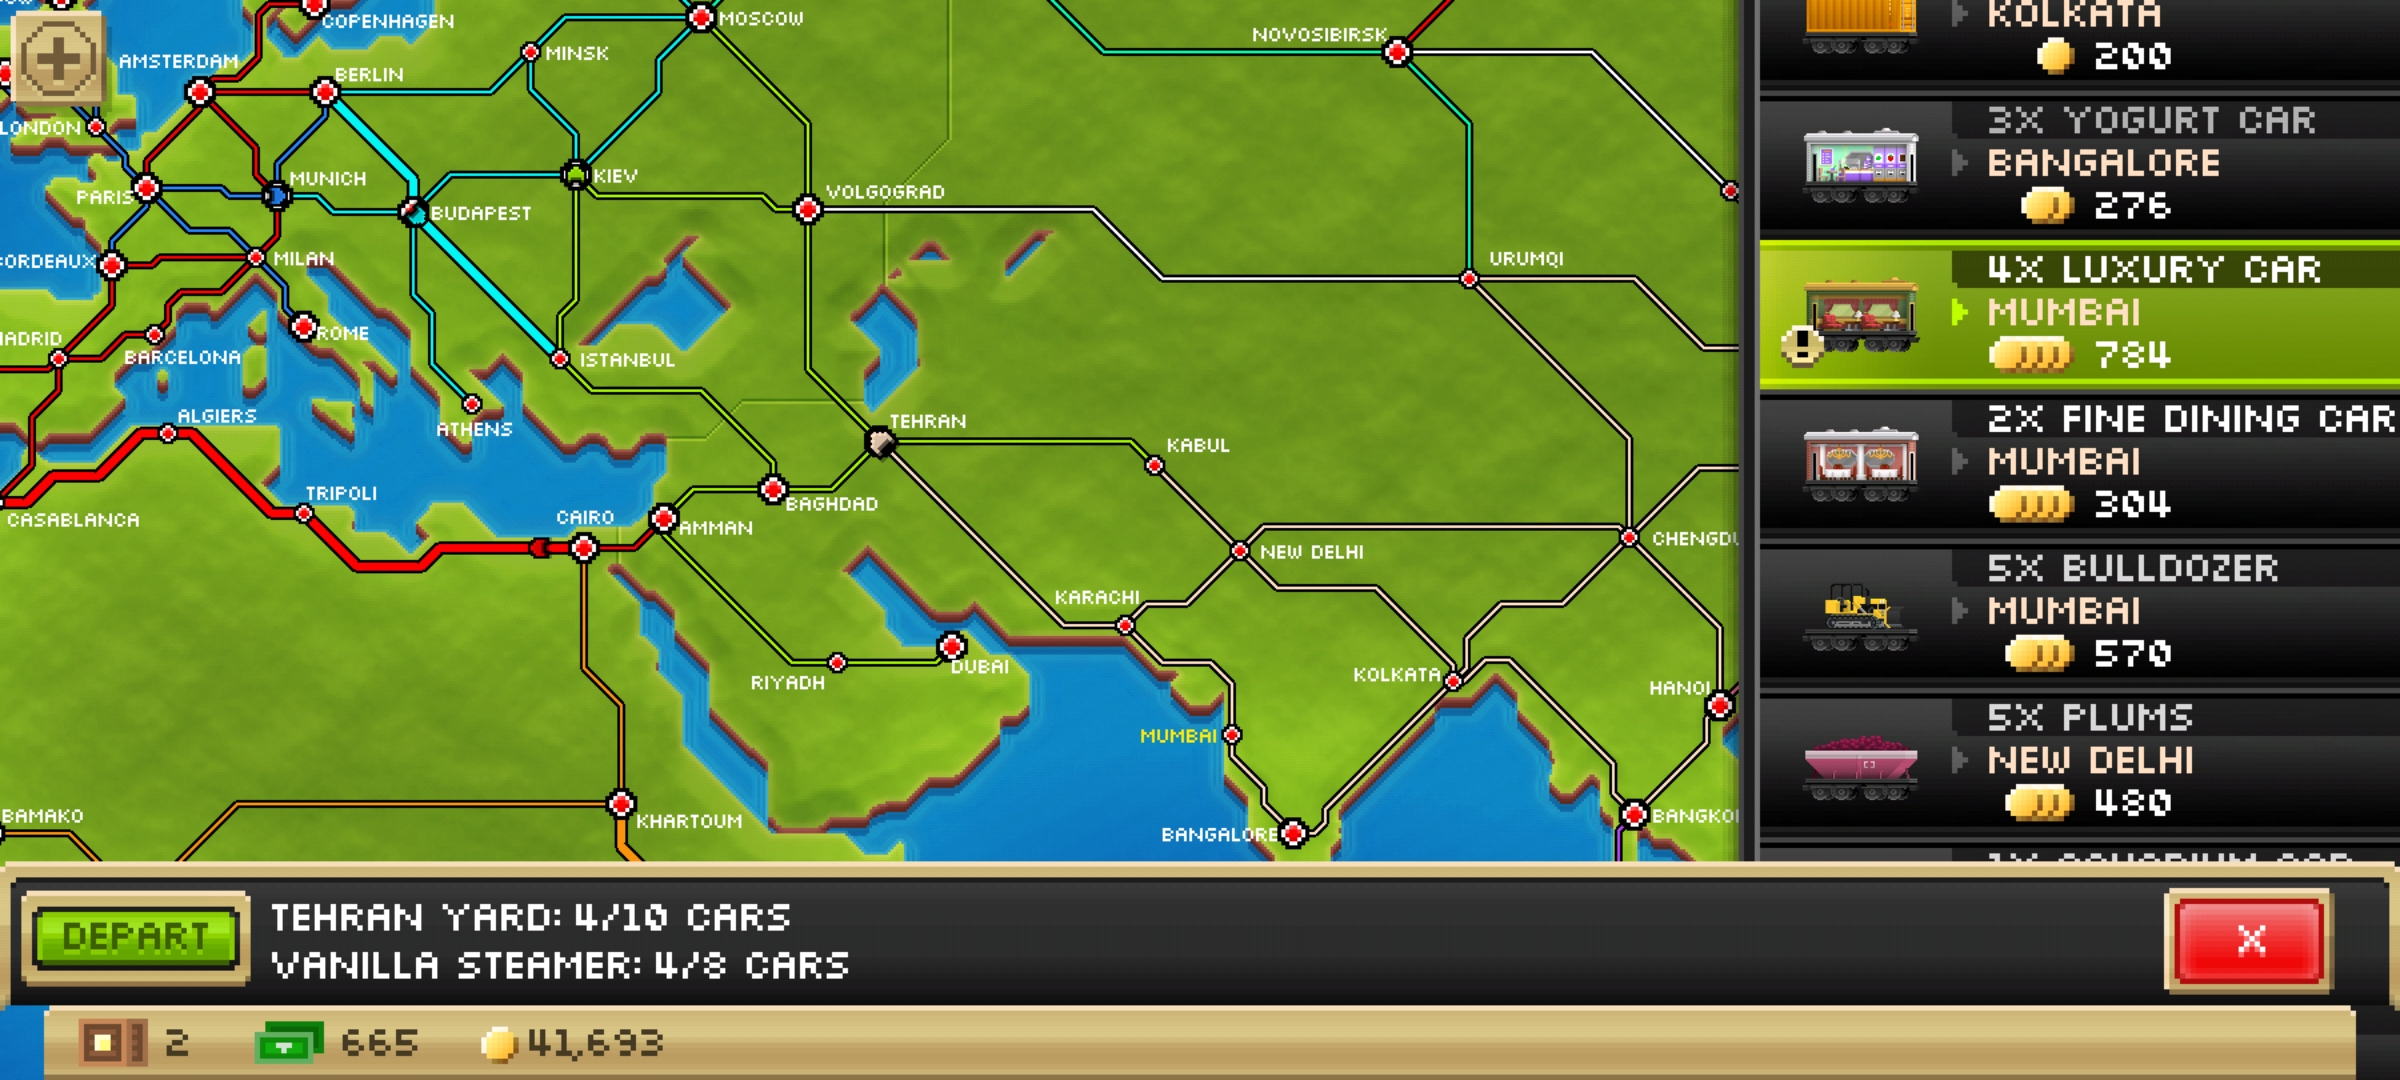 COPENHAGEN
MOSCOW
NOVOSIBIRSK
MINSK
AMSTERDAM
BERLIN
LONDON
KIEV
MUNICH
PARIS
VOLGOGRAD
BUDAPEST
MILAN
URUMQI
ROME
BARCELONA
ISTANBUL
ALGIERS
ATHENS
TEHRAN
KABUL
TRIPOLI
BAGHDAD
CASABLANCA
CAIRO
AMMAN
NEW DELHI
KARACHI
RIYADH
DUBAI
KOLKATA
HANOI
MUMBAI
BAMAKO
KHARTOUM
BANGALORE
KOLKATA
200
3X YOGURT CAR
BANGALORE
276
4X LUXURY CAR
MUMBAI
784
2X FINE DINING CAR
MUMBAI
304
5X BULLDOZER
MUMBAI
570
5X PLUMS
NEW DELHI
480
DEPART
TEHRAN YARD: 4/10 CARS
VANILLA STEAMER: 4/8 CARS
X
2
665
41,693